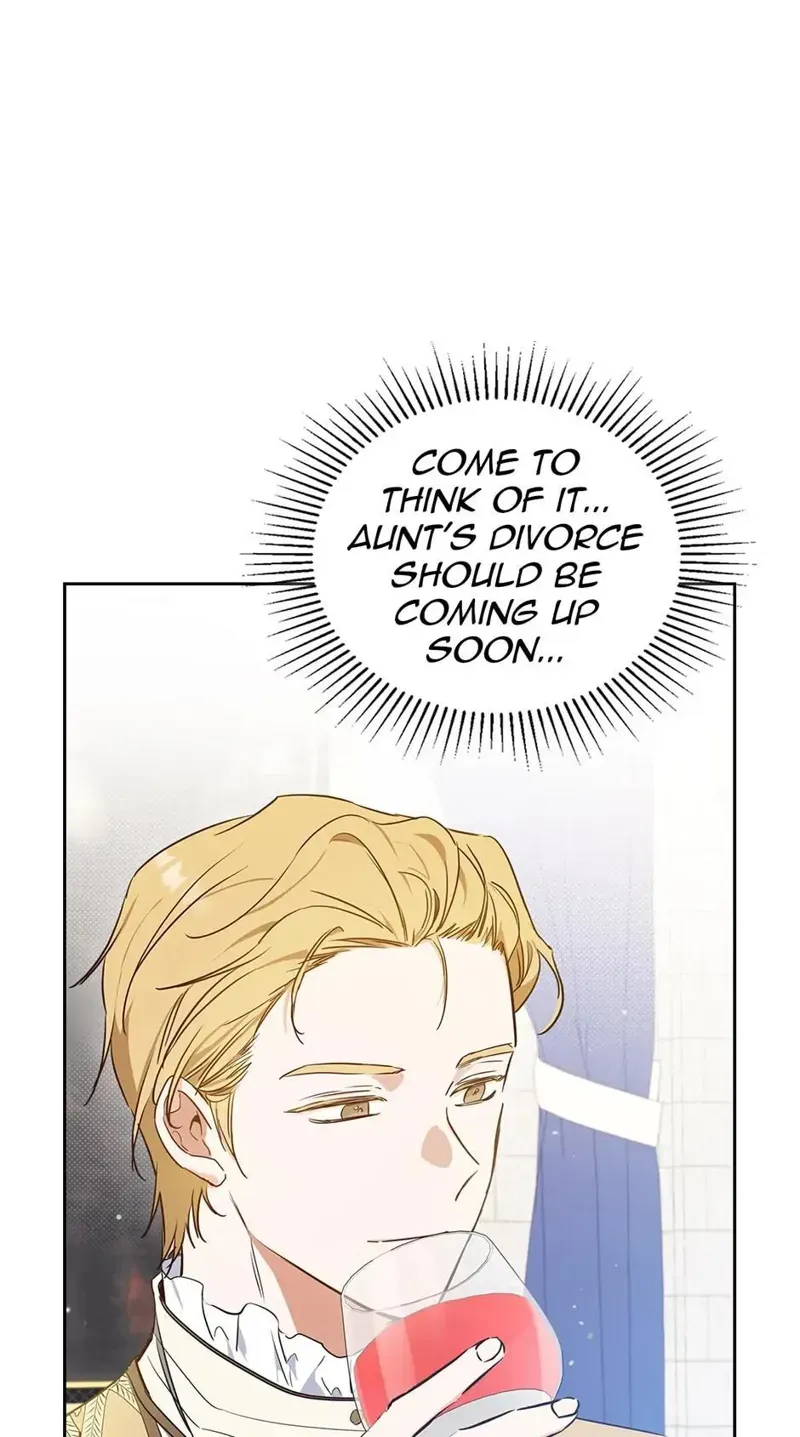 COME TO
THINK OF IT...
AUNT'S DIVORCE
SHOULD BE
COMING UP
SOON...